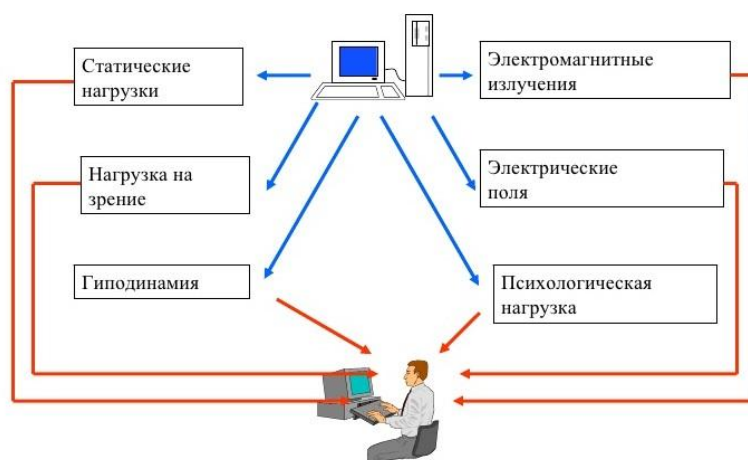 Статические
нагрузки
Электромагнитные
излучения
Нагрузка на
зрение
Электрические
поля
Гиподинамия
Психологическая
нагрузка